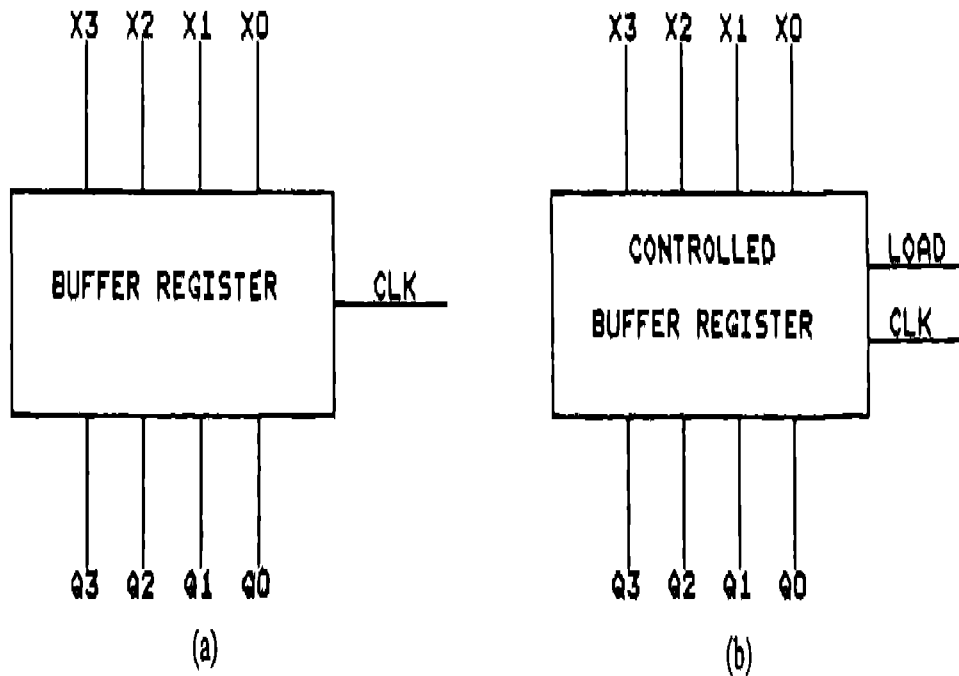 X3 X2 X1 X0
BUFFER REGISTER
CLK
Q3 Q2 Q1 Q0
(a)
X3 X2 X1 X0
CONTROLLED
BUFFER REGISTER
LOAD
CLK
Q3 Q2 Q1 Q0
(b)